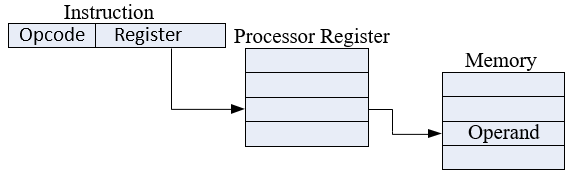 Instruction
Opcode Register
Processor Register
Memory
Operand